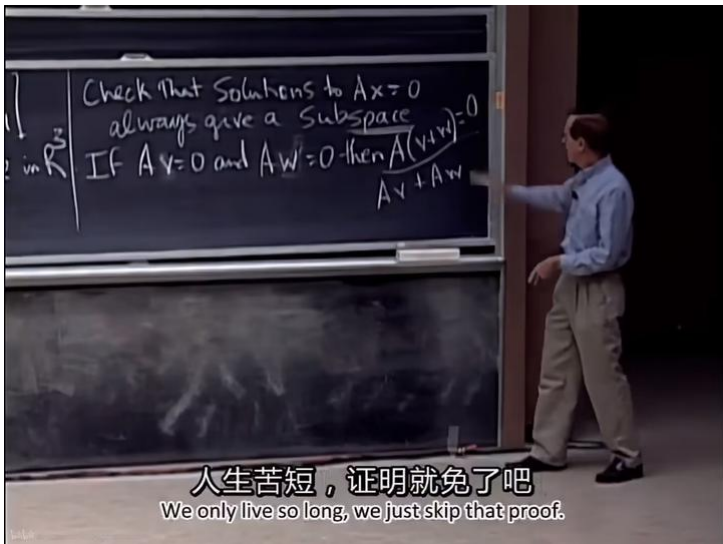 Check that Solutions to Ax=0
always give a Subspace
in R³
If Av=0 and Aw=0 then A(v+w)=0
Av + Aw
人生苦短，证明就免了吧
We only live so long, we just skip that proof.